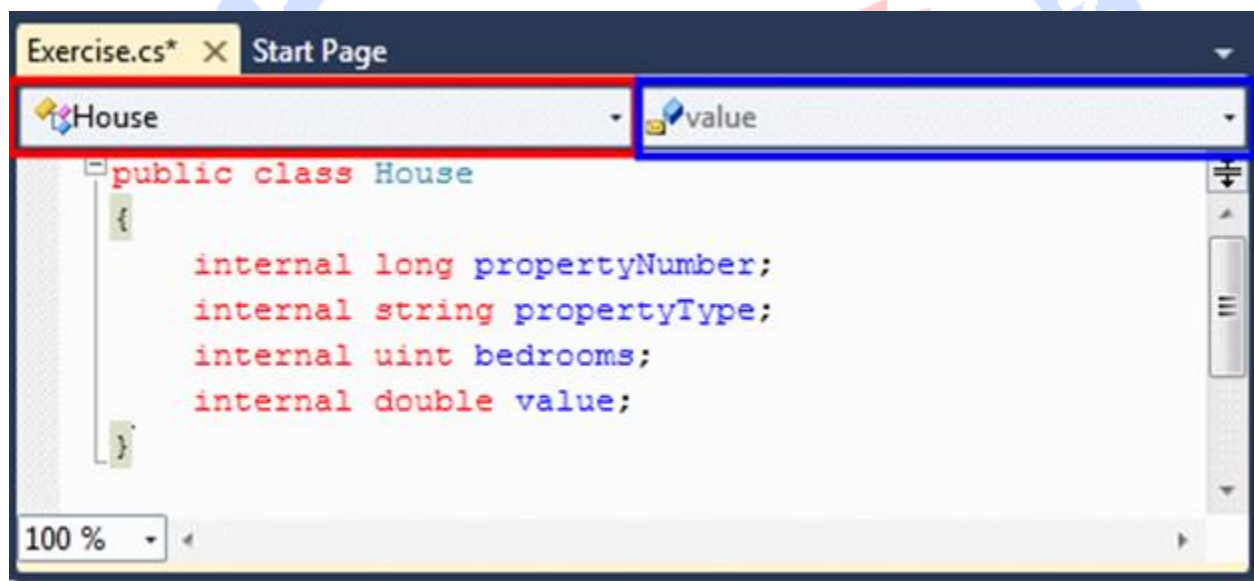 Exercise.cs* Start Page
House value
public class House
{
internal long propertyNumber;
internal string propertyType;
internal uint bedrooms;
internal double value;
}
100 %